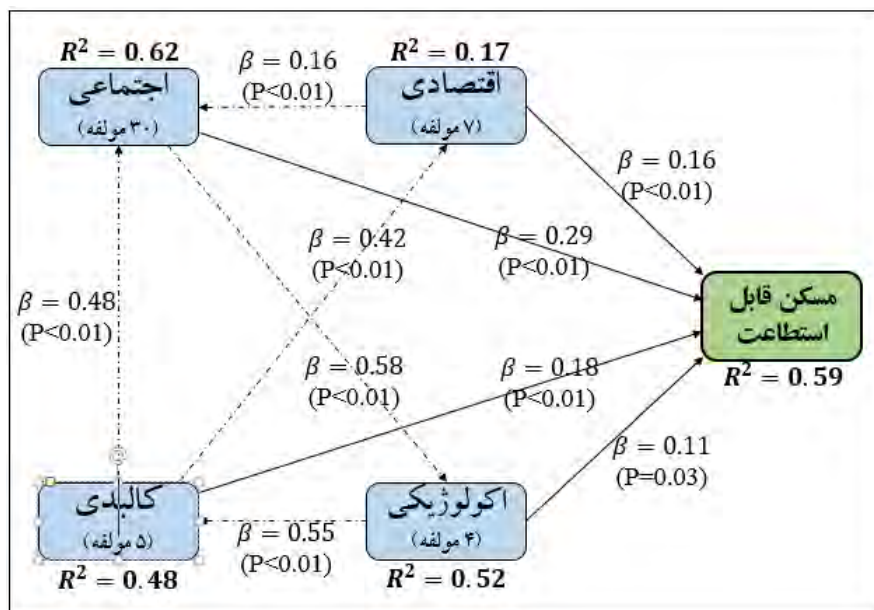 R² = 0.62
اجتماعی
(۳۰ مولفه)
β = 0.16
(P<0.01)
R² = 0.17
اقتصادی
(۷ مولفه)
β = 0.16
(P<0.01)
β = 0.42
(P<0.01)
β = 0.29
(P<0.01)
β = 0.48
(P<0.01)
مسکن قابل
استطاعت
R² = 0.59
β = 0.58
(P<0.01)
β = 0.18
(P<0.01)
β = 0.11
(P=0.03)
کالبدی
(۵ مولفه)
R² = 0.48
β = 0.55
(P<0.01)
اکولوژیکی
(۴ مولفه)
R² = 0.52